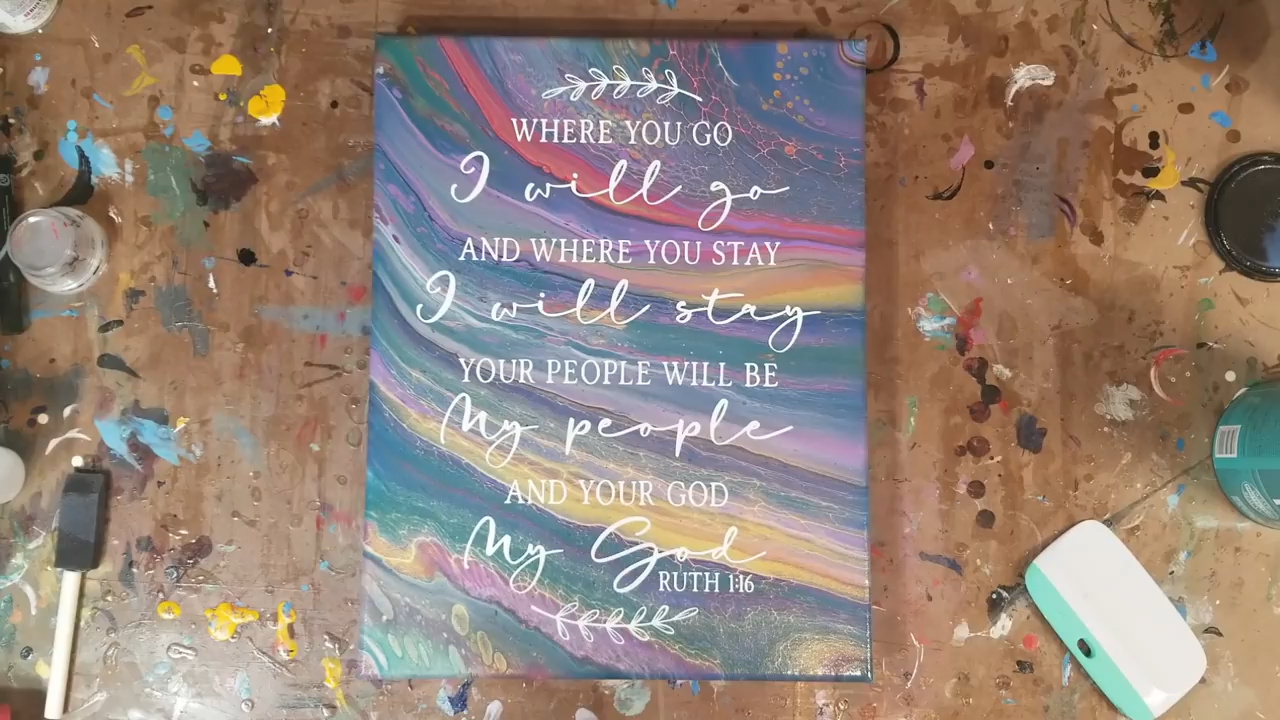 WHERE YOU GO
I will go
AND WHERE YOU STAY
I will stay
YOUR PEOPLE WILL BE
My people
AND YOUR GOD
My God
RUTH 1:16